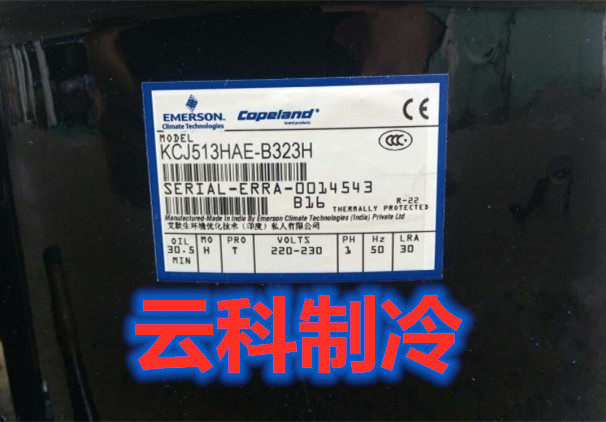 EMERSON.
Climate Technologies
Copeland
brand products
CE
CCC
MODEL
KCJ513HAE-B323H
SERIAL-ERRA-0014543
B16
R-22
THERMALLY PROTECTED
Manufactured-Made In India By Emerson Climate Technologies (India) Private Ltd
艾默生环境优化技术（印度）私人有限公司
OIL MO PRO VOLTS PH Hz LRA
30.5 H T 220-230 1 50 30
MIN
云科制冷